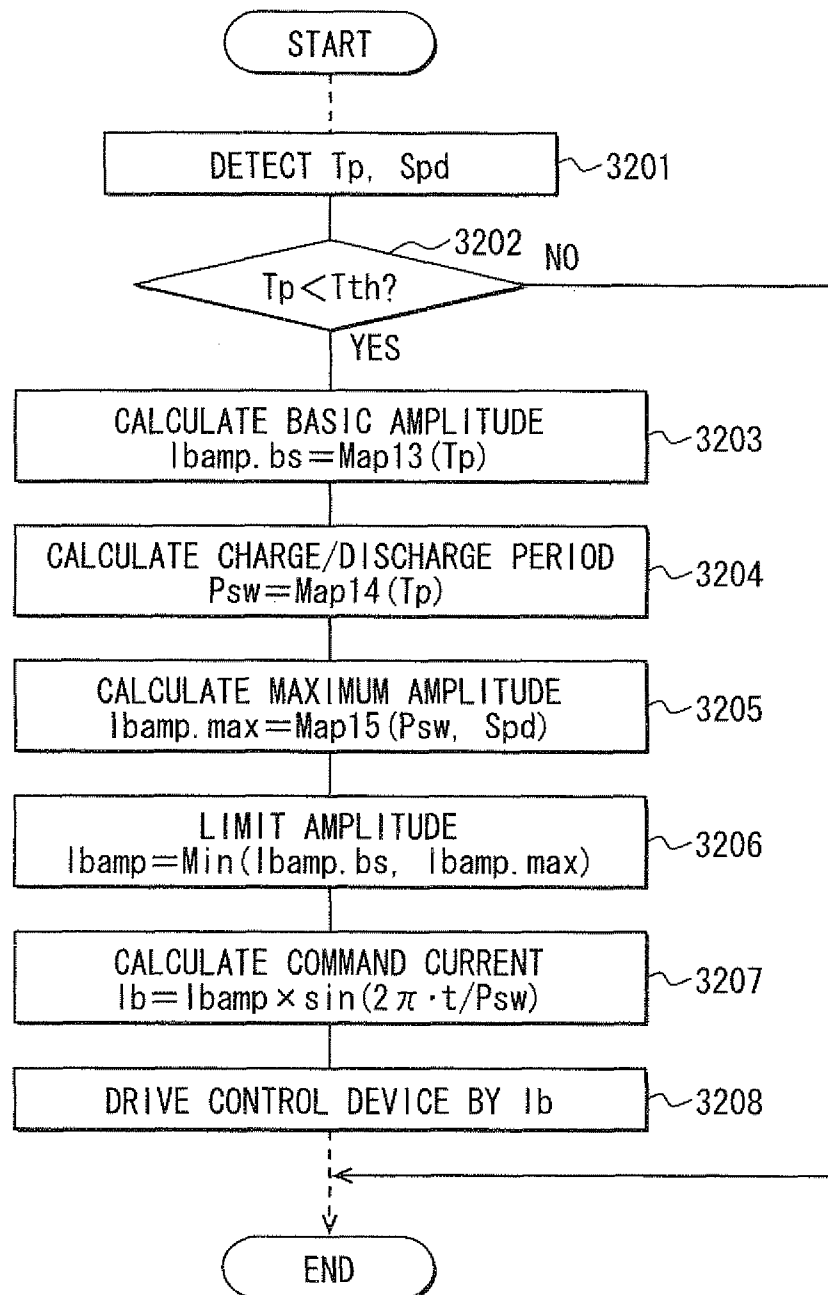 START
DETECT Tp, Spd
3201
3202
Tp<Tth?
NO
YES
CALCULATE BASIC AMPLITUDE
Ibamp.bs=Map13(Tp)
3203
CALCULATE CHARGE/DISCHARGE PERIOD
Psw=Map14(Tp)
3204
CALCULATE MAXIMUM AMPLITUDE
Ibamp.max=Map15(Psw, Spd)
3205
LIMIT AMPLITUDE
Ibamp=Min(Ibamp.bs, Ibamp.max)
3206
CALCULATE COMMAND CURRENT
Ib=Ibamp×sin(2π·t/Psw)
3207
DRIVE CONTROL DEVICE BY Ib
3208
END